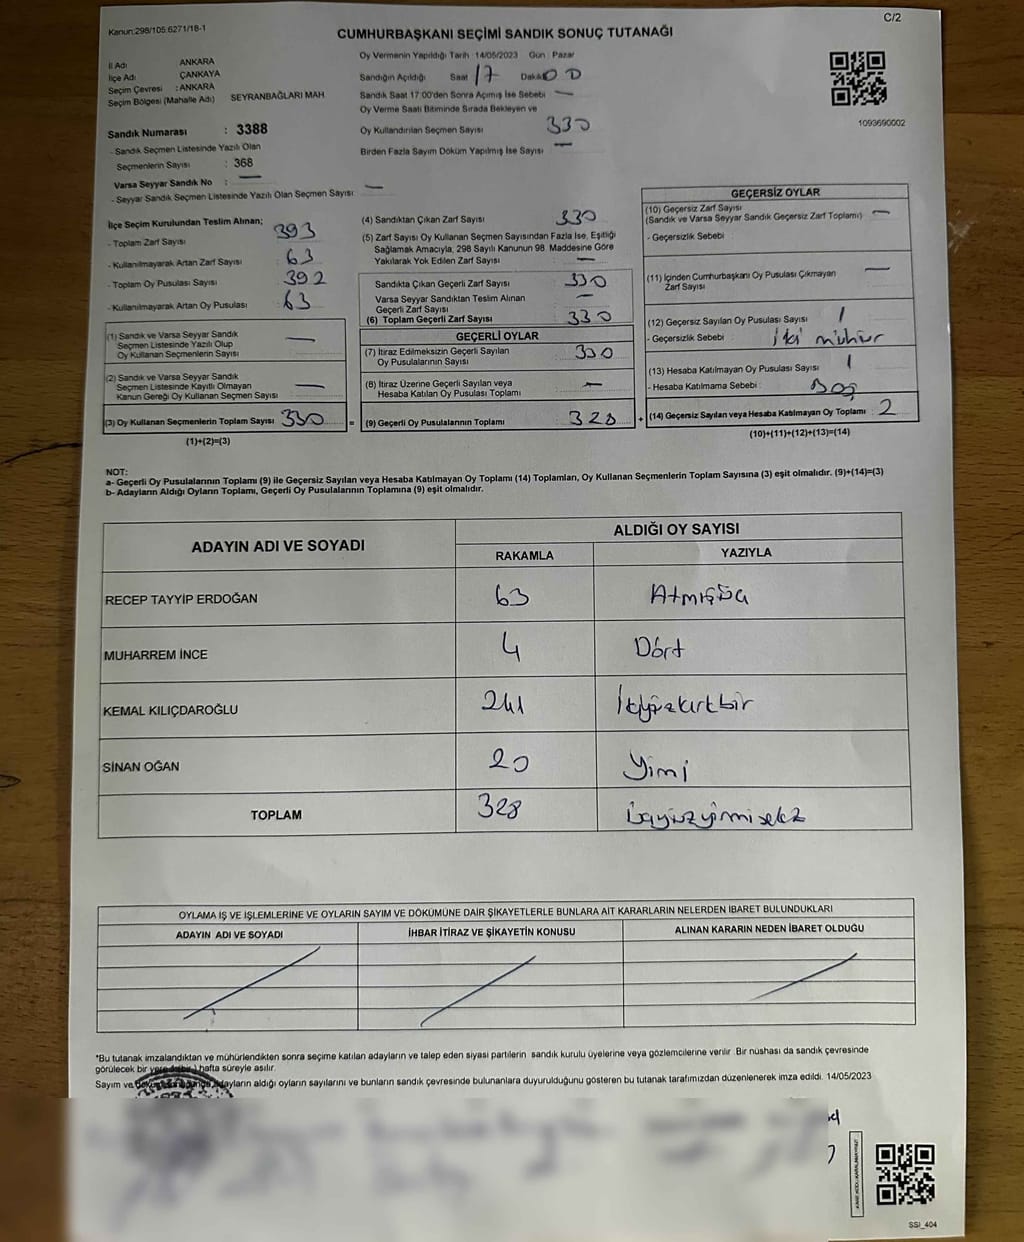 C/2
Kanun:298/105:6271/18-1
CUMHURBAŞKANI SEÇİMİ SANDIK SONUÇ TUTANAĞI
İl Adı ANKARA
İlçe Adı ÇANKAYA
Seçim Çevresi : ANKARA
Seçim Bölgesi (Mahalle Adı) SEYRANBAĞLARI MAH
Sandık Numarası : 3388
- Sandık Seçmen Listesinde Yazılı Olan
Seçmenlerin Sayısı : 368
Varsa Seyyar Sandık No : —
- Seyyar Sandık Seçmen Listesinde Yazılı Olan Seçmen Sayısı: —
Oy Vermenin Yapıldığı Tarih : 14/05/2023 Gün : Pazar
Sandığın Açıldığı Saat 17 Dakika
Sandık Saat 17:00'den Sonra Açımış İse Sebebi —
Oy Verme Saati Bitiminde Sırada Bekleyen ve
Oy Kullandırılan Seçmen Sayısı 330
Birden Fazla Sayım Döküm Yapılmış İse Sayısı —
1093690002
İlçe Seçim Kurulundan Teslim Alınan;
- Toplam Zarf Sayısı 393
- Kullanılmayarak Artan Zarf Sayısı 63
- Toplam Oy Pusulası Sayısı 392
- Kullanılmayarak Artan Oy Pusulası 63
(1) Sandık ve Varsa Seyyar Sandık
Seçmen Listesinde Yazılı Olup
Oy Kullanan Seçmenlerin Sayısı —
(2) Sandık ve Varsa Seyyar Sandık
Seçmen Listesinde Kayıtlı Olmayan
Kanun Gereği Oy Kullanan Seçmen Sayısı —
(3) Oy Kullanan Seçmenlerin Toplam Sayısı 330 =
(1)+(2)=(3)
(4) Sandıktan Çıkan Zarf Sayısı 330
(5) Zarf Sayısı Oy Kullanan Seçmen Sayısından Fazla İse, Eşitliği
Sağlamak Amacıyla, 298 Sayılı Kanunun 98. Maddesine Göre
Yakılarak Yok Edilen Zarf Sayısı —
Sandıkta Çıkan Geçerli Zarf Sayısı 330
Varsa Seyyar Sandıktan Teslim Alınan
Geçerli Zarf Sayısı —
(6) Toplam Geçerli Zarf Sayısı 330
GEÇERLİ OYLAR
(7) İtiraz Edilmeksizin Geçerli Sayılan
Oy Pusulalarının Sayısı 330
(8) İtiraz Üzerine Geçerli Sayılan veya
Hesaba Katılan Oy Pusulası Toplamı —
(9) Geçerli Oy Pusulalarının Toplamı 328 +
GEÇERSİZ OYLAR
(10) Geçersiz Zarf Sayısı
(Sandık ve Varsa Seyyar Sandık Geçersiz Zarf Toplamı) —
- Geçersizlik Sebebi :
(11) İçinden Cumhurbaşkanı Oy Pusulası Çıkmayan
Zarf Sayısı —
(12) Geçersiz Sayılan Oy Pusulası Sayısı 1
- Geçersizlik Sebebi : iki mühür
(13) Hesaba Katılmayan Oy Pusulası Sayısı 1
- Hesaba Katılmama Sebebi : Boş
(14) Geçersiz Sayılan veya Hesaba Katılmayan Oy Toplamı : 2
(10)+(11)+(12)+(13)=(14)
NOT:
a- Geçerli Oy Pusulalarının Toplamı (9) ile Geçersiz Sayılan veya Hesaba Katılmayan Oy Toplamı (14) Toplamları, Oy Kullanan Seçmenlerin Toplam Sayısına (3) eşit olmalıdır. (9)+(14)=(3)
b- Adayların Aldığı Oyların Toplamı, Geçerli Oy Pusulalarının Toplamına (9) eşit olmalıdır.
ADAYIN ADI VE SOYADI
ALDIĞI OY SAYISI
RAKAMLA YAZIYLA
RECEP TAYYİP ERDOĞAN 63
MUHARREM İNCE 4 Dört
KEMAL KILIÇDAROĞLU 241 İkiyüzkırkbir
SİNAN OĞAN 20 Yimi
TOPLAM 328
OYLAMA İŞ VE İŞLEMLERİNE VE OYLARIN SAYIM VE DÖKÜMÜNE DAİR ŞİKAYETLERLE BUNLARA AİT KARARLARIN NELERDEN İBARET BULUNDUKLARI
ADAYIN ADI VE SOYADI İHBAR İTİRAZ VE ŞİKAYETİN KONUSU ALINAN KARARIN NEDEN İBARET OLDUĞU
*Bu tutanak imzalandıktan ve mühürlendikten sonra seçime katılan adayların ve talep eden siyasi partilerin sandık kurulu üyelerine veya gözlemcilerine verilir .Bir nüshası da sandık çevresinde
görülecek bir yere hafta süreyle asılır.
Sayım ve adayların aldığı oyların sayılarını ve bunların sandık çevresinde bulunanlara duyurulduğunu gösteren bu tutanak tarafımızdan düzenlenerek imza edildi. 14/05/2023
SSI_404